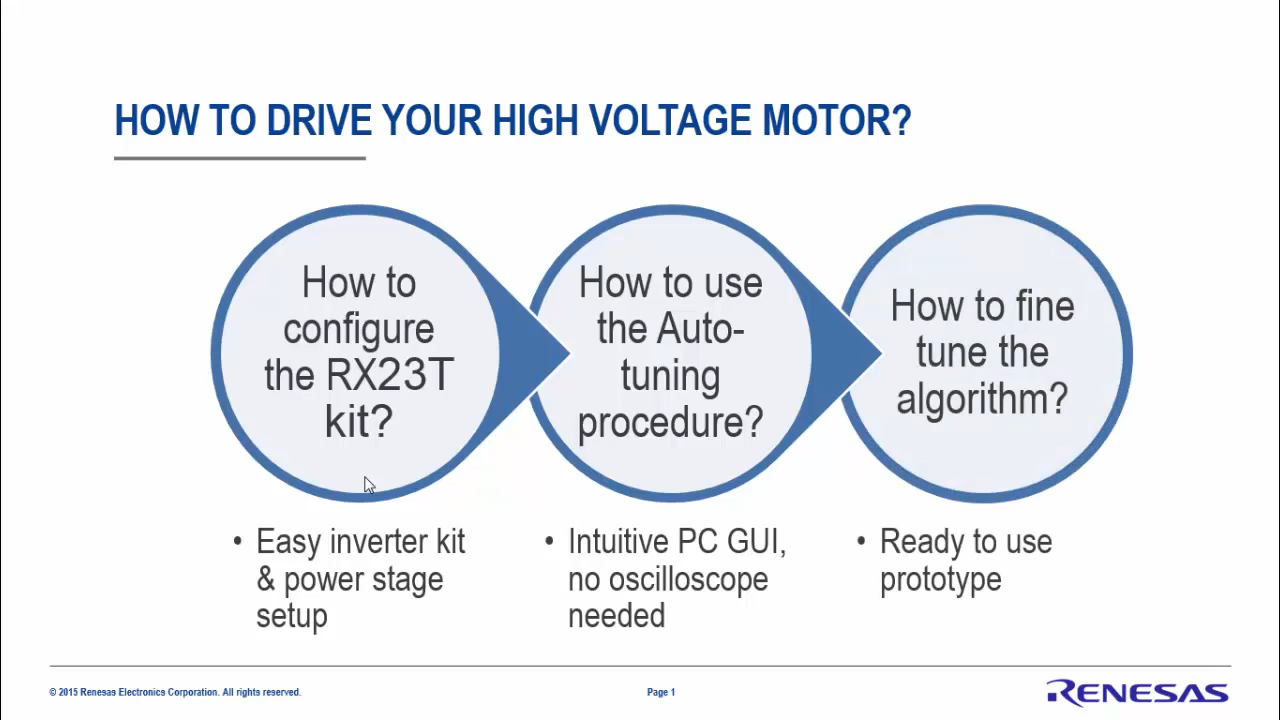 HOW TO DRIVE YOUR HIGH VOLTAGE MOTOR?
How to
configure
the RX23T
kit?
How to use
the Auto-
tuning
procedure?
How to fine
tune the
algorithm?
• Easy inverter kit
& power stage
setup
• Intuitive PC GUI,
no oscilloscope
needed
• Ready to use
prototype
© 2015 Renesas Electronics Corporation. All rights reserved.
Page 1
RENESAS